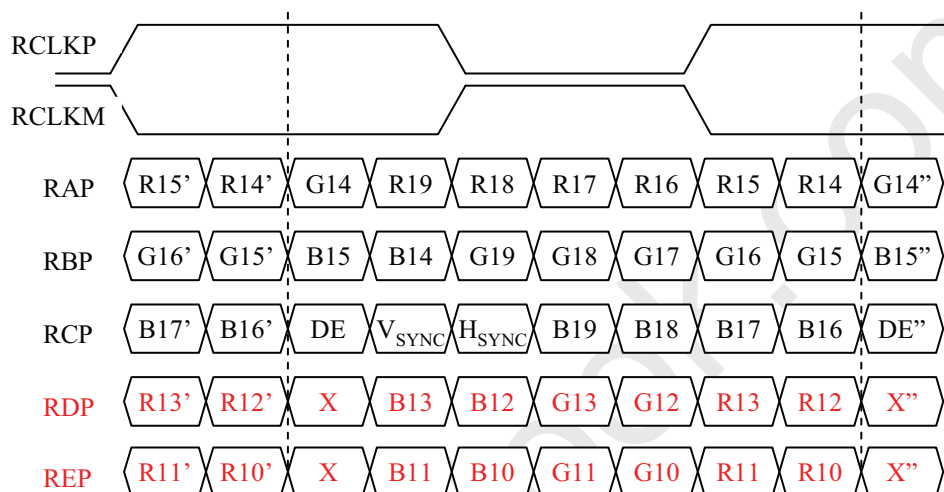 RCLKP
RCLKM
RAP R15’ R14’ G14 R19 R18 R17 R16 R15 R14 G14”
RBP G16’ G15’ B15 B14 G19 G18 G17 G16 G15 B15”
RCP B17’ B16’ DE VSYNC HSYNC B19 B18 B17 B16 DE”
RDP R13’ R12’ X B13 B12 G13 G12 R13 R12 X”
REP R11’ R10’ X B11 B10 G11 G10 R11 R10 X”